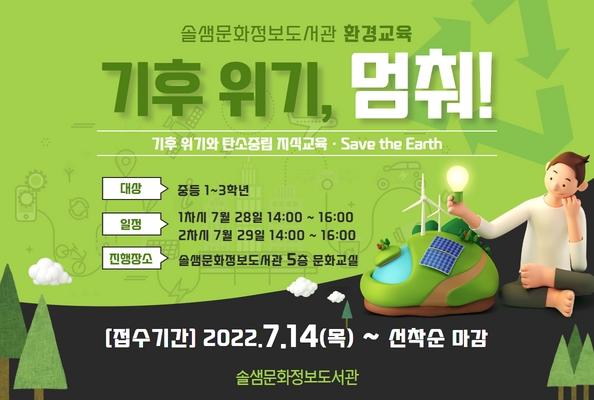 솔샘문화정보도서관 환경교육
기후 위기, 멈춰!
기후 위기와 탄소중립 지식교육 · Save the Earth
대상 중등 1~3학년
일정 1차시 7월 28일 14:00 ~ 16:00
2차시 7월 29일 14:00 ~ 16:00
진행장소 솔샘문화정보도서관 5층 문화교실
[접수기간] 2022.7.14(목) ~ 선착순 마감
솔샘문화정보도서관